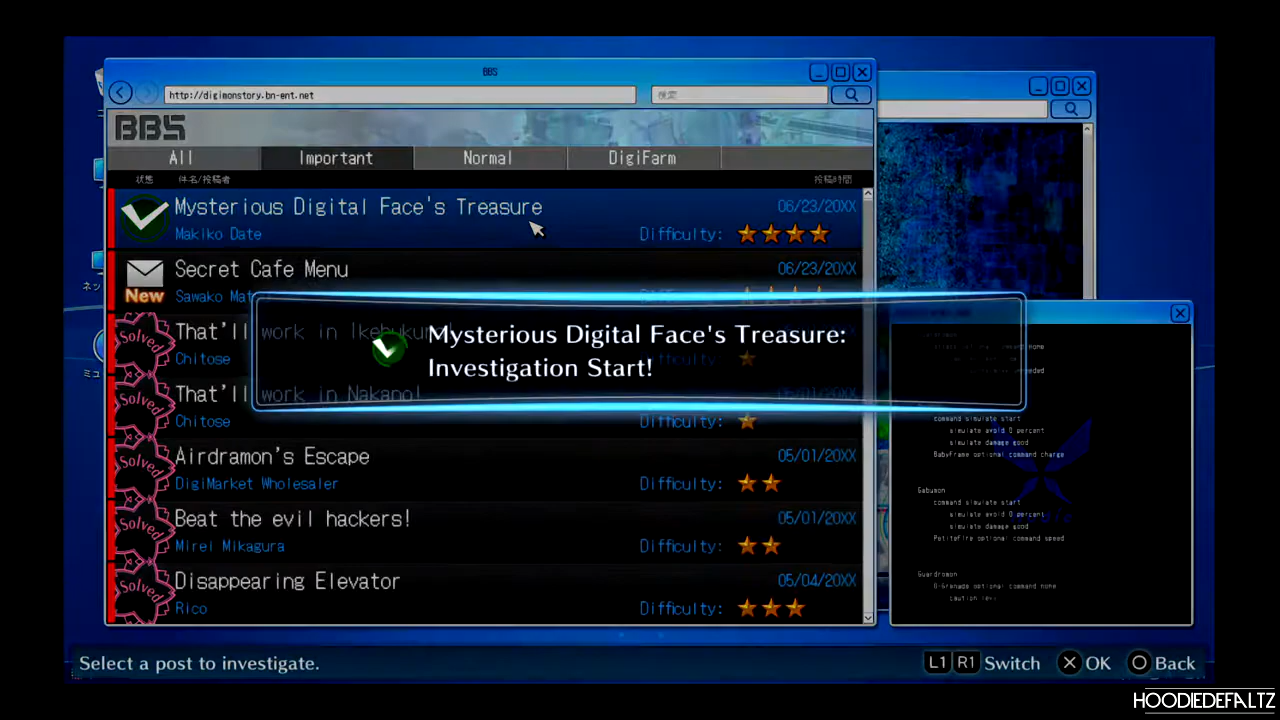 BBS
http://digimonstory.bn-ent.net
検索
BBS
All Important Normal DigiFarm
状態 件名/投稿者 投稿時間
Mysterious Digital Face's Treasure 06/23/20XX
Makiko Date Difficulty:
Secret Cafe Menu 06/23/20XX
New Sawako
Solved That'll work in Ikebukuro!
Chitose
Mysterious Digital Face's Treasure:
Investigation Start!
Solved That'll work in Nakano!
Chitose Difficulty:
Solved Airdramon's Escape 05/01/20XX
DigiMarket Wholesaler Difficulty:
Solved Beat the evil hackers! 05/01/20XX
Mirei Mikagura Difficulty:
Solved Disappearing Elevator 05/04/20XX
Rico Difficulty:
command simulate start
simulate avoid 0 percent
simulate damage good
BabyFrame optional command charge
Gabumon
command simulate start
simulate avoid 0 percent
simulate damage good
PetiteFire optional command speed
Guardromon
DiGrenade optional command none
caution
Select a post to investigate.
L1 R1 Switch OK Back
HOODIEDEFALTZ